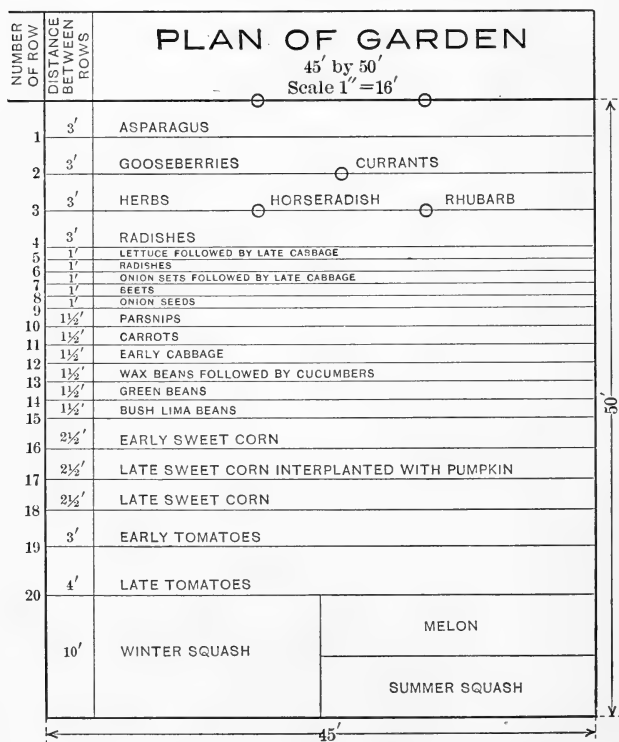 NUMBER OF ROW
DISTANCE BETWEEN ROWS
PLAN OF GARDEN
45' by 50'
Scale 1"=16'
3' ASPARAGUS
1
3' GOOSEBERRIES CURRANTS
2
3' HERBS HORSERADISH RHUBARB
3
3' RADISHES
4
1' LETTUCE FOLLOWED BY LATE CABBAGE
5
1' RADISHES
6
1' ONION SETS FOLLOWED BY LATE CABBAGE
7
1' BEETS
8
1' ONION SEEDS
9
1½' PARSNIPS
10
1½' CARROTS
11
1½' EARLY CABBAGE
12
1½' WAX BEANS FOLLOWED BY CUCUMBERS
13
1½' GREEN BEANS
14
1½' BUSH LIMA BEANS
15
2½' EARLY SWEET CORN
16
2½' LATE SWEET CORN INTERPLANTED WITH PUMPKIN
17
2½' LATE SWEET CORN
18
3' EARLY TOMATOES
19
4' LATE TOMATOES
20
MELON
10' WINTER SQUASH
SUMMER SQUASH
50'
45'